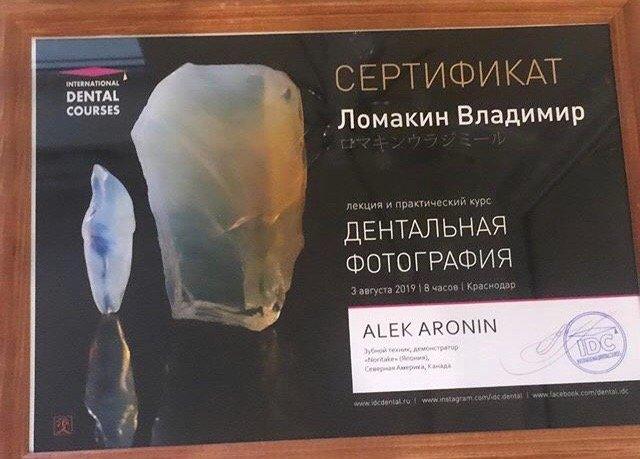 INTERNATIONAL
DENTAL
COURSES
СЕРТИФИКАТ
Ломакин Владимир
ロマキンウラジミール
лекция и практический курс
ДЕНТАЛЬНАЯ
ФОТОГРАФИЯ
3 августа 2019 | 8 часов | Краснодар
ALEK ARONIN
Зубной техник, демонстратор
«Noritake» (Япония),
Северная Америка, Канада
IDC
www.idcdental.ru | www.instagram.com/idc.dental | www.facebook.com/dental.idc